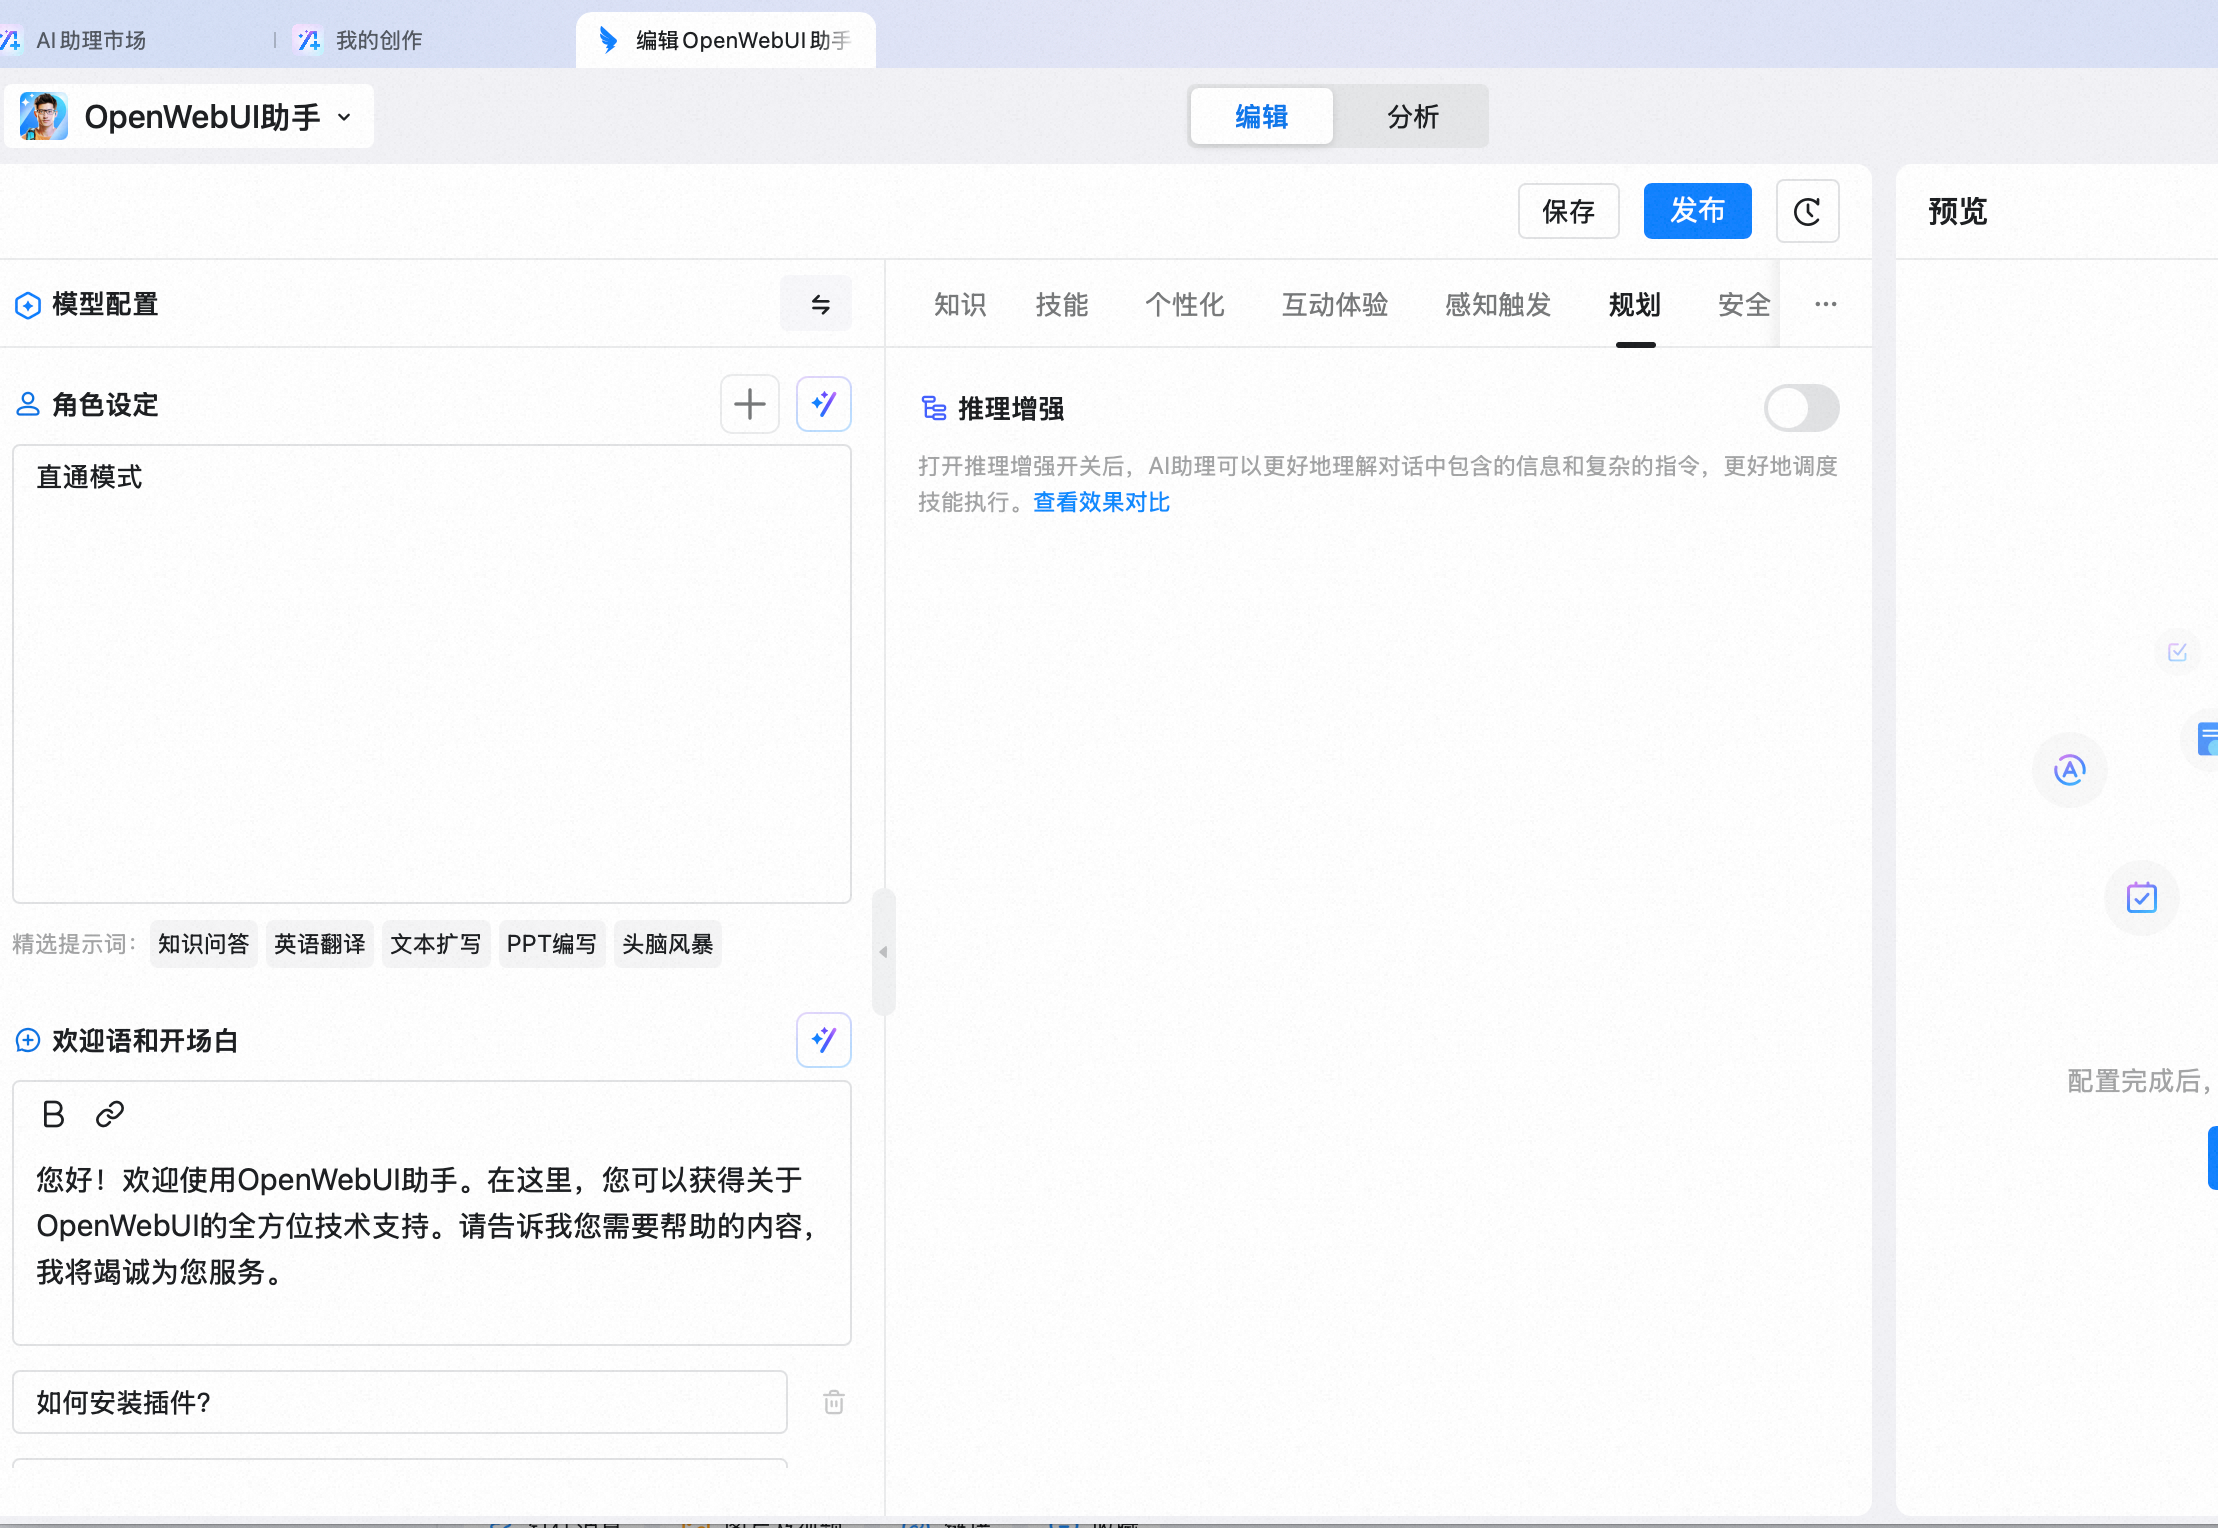 AI助理市场
我的创作
编辑OpenWebUI助手
OpenWebUI助手
编辑
分析
保存
发布
预览
模型配置
知识
技能
个性化
互动体验
感知触发
规划
安全
角色设定
直通模式
推理增强
打开推理增强开关后，AI助理可以更好地理解对话中包含的信息和复杂的指令，更好地调度
技能执行。查看效果对比
精选提示词：
知识问答
英语翻译
文本扩写
PPT编写
头脑风暴
欢迎语和开场白
B
您好！欢迎使用OpenWebUI助手。在这里，您可以获得关于
OpenWebUI的全方位技术支持。请告诉我您需要帮助的内容，
我将竭诚为您服务。
如何安装插件?
配置完成后，